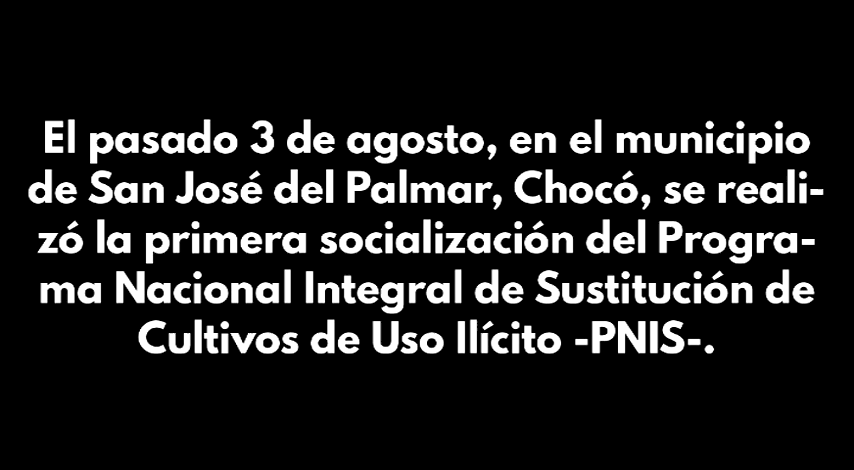 El pasado 3 de agosto, en el municipio
de San José del Palmar, Chocó, se reali-
zó la primera socialización del Progra-
ma Nacional Integral de Sustitución de
Cultivos de Uso Ilícito -PNIS-.